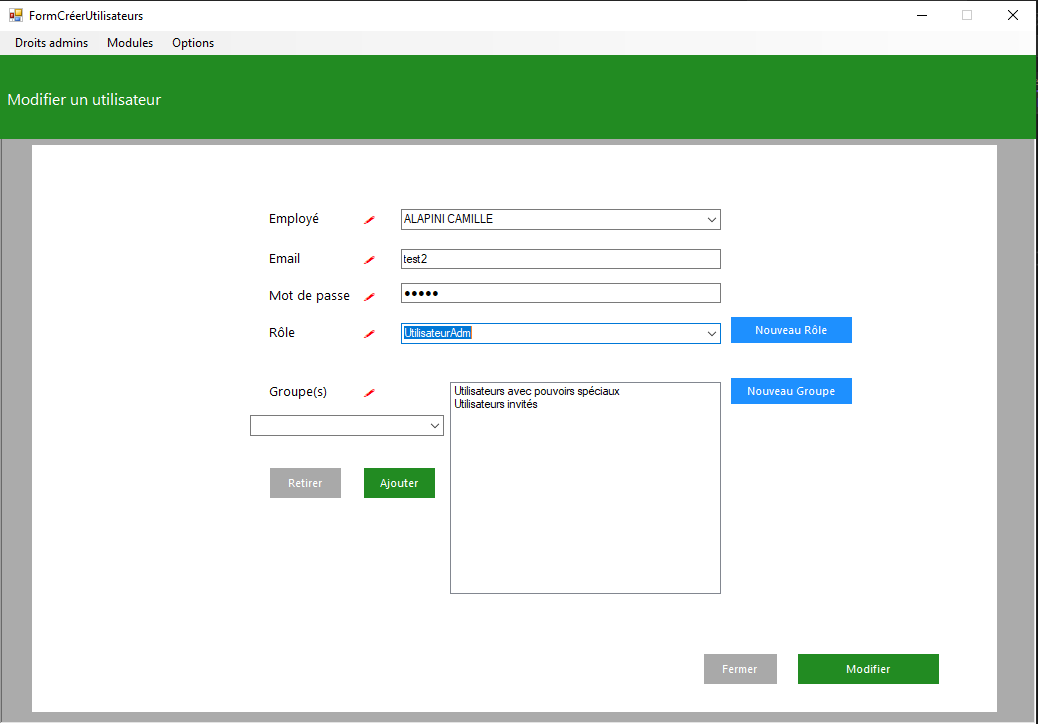 FormCréerUtilisateurs
Droits admins Modules Options
Modifier un utilisateur
Employé ALAPINI CAMILLE
Email test2
Mot de passe •••••
Rôle UtilisateurAdm Nouveau Rôle
Groupe(s) Utilisateurs avec pouvoirs spéciaux Nouveau Groupe
Utilisateurs invités
Retirer Ajouter
Fermer Modifier